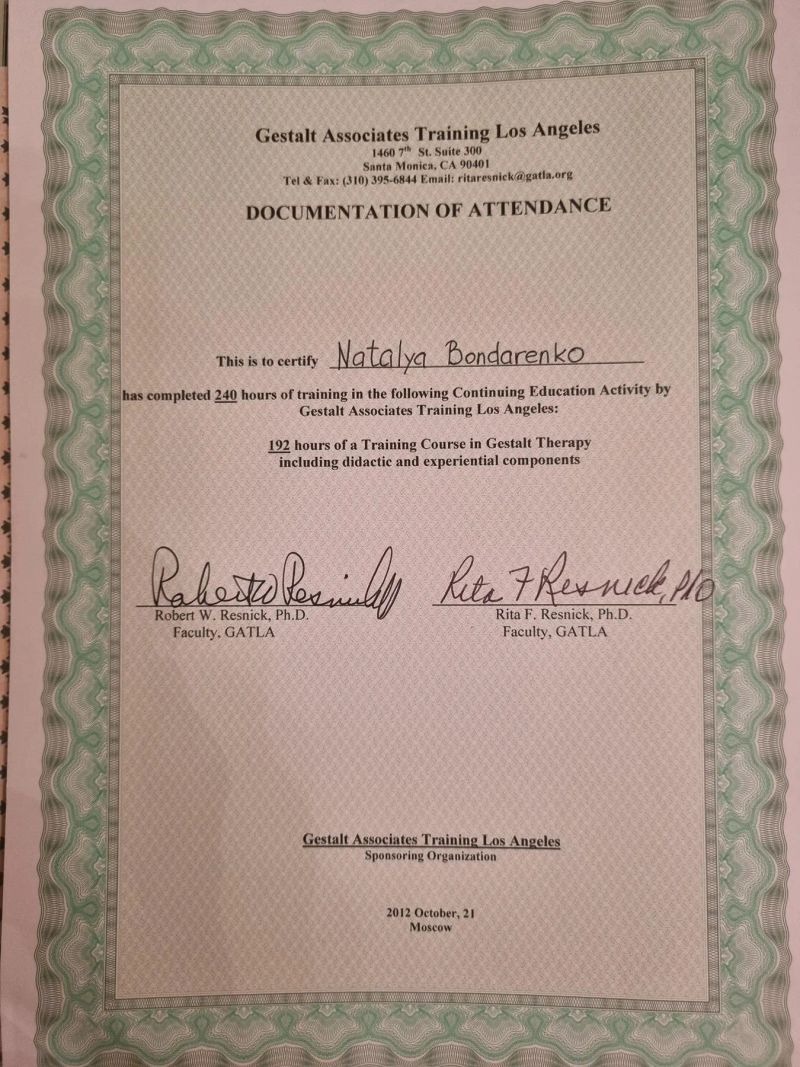 Gestalt Associates Training Los Angeles
1460 7th St. Suite 300
Santa Monica, CA 90401
Tel & Fax: (310) 395-6844 Email: ritaresnick@gatla.org
DOCUMENTATION OF ATTENDANCE
This is to certify Natalya Bondarenko
has completed 240 hours of training in the following Continuing Education Activity by
Gestalt Associates Training Los Angeles:
192 hours of a Training Course in Gestalt Therapy
including didactic and experiential components
Robert W Resnick Rita F Resnick, PhD
Robert W. Resnick, Ph.D. Rita F. Resnick, Ph.D.
Faculty, GATLA Faculty, GATLA
Gestalt Associates Training Los Angeles
Sponsoring Organization
2012 October, 21
Moscow